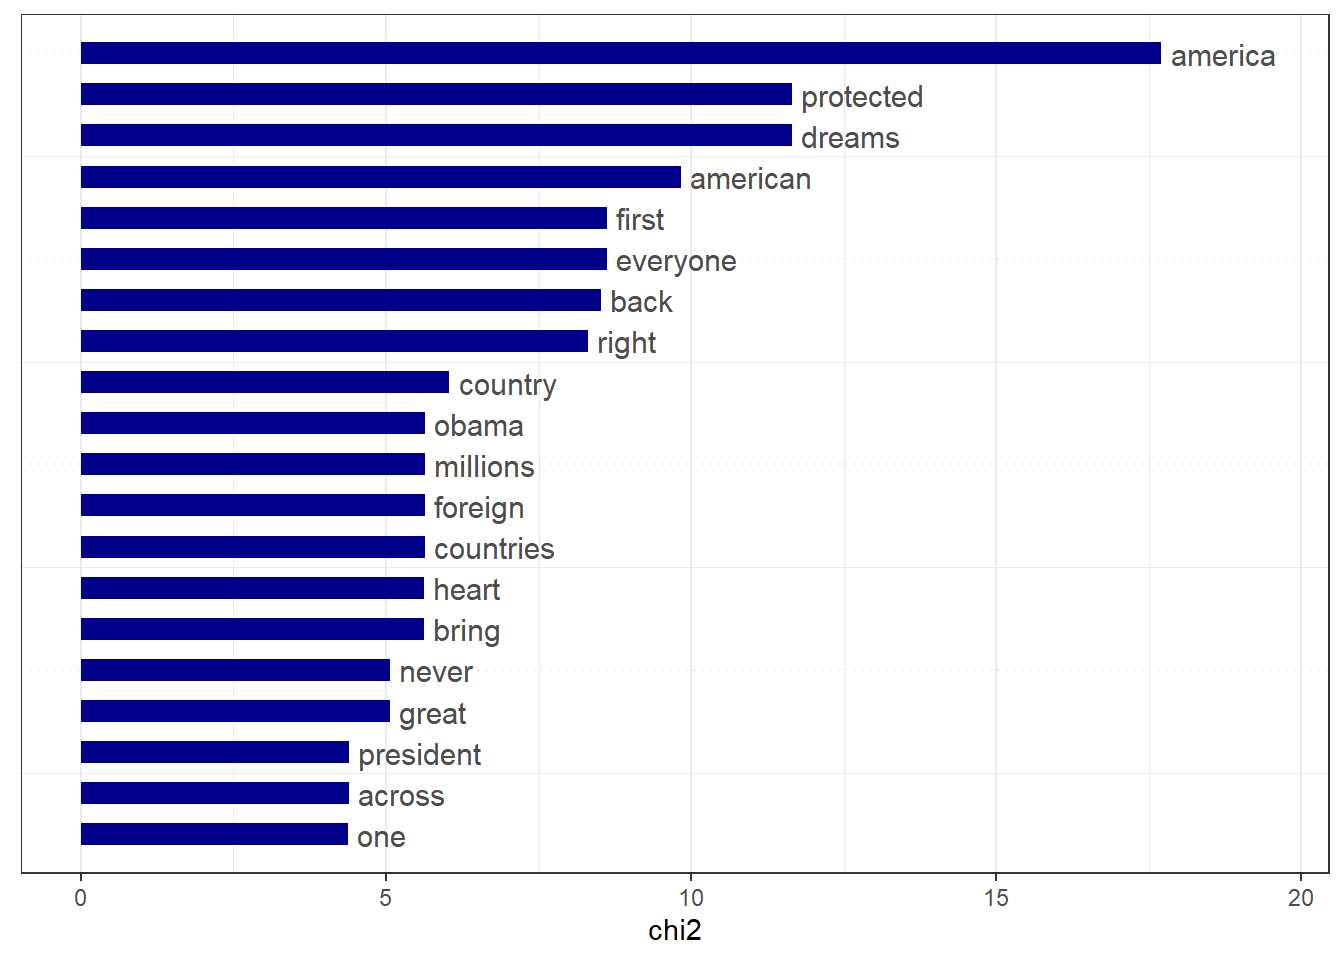 america
protected
dreams
american
first
everyone
back
right
country
obama
millions
foreign
countries
heart
bring
never
great
president
across
one
0 5 10 15 20
chi2